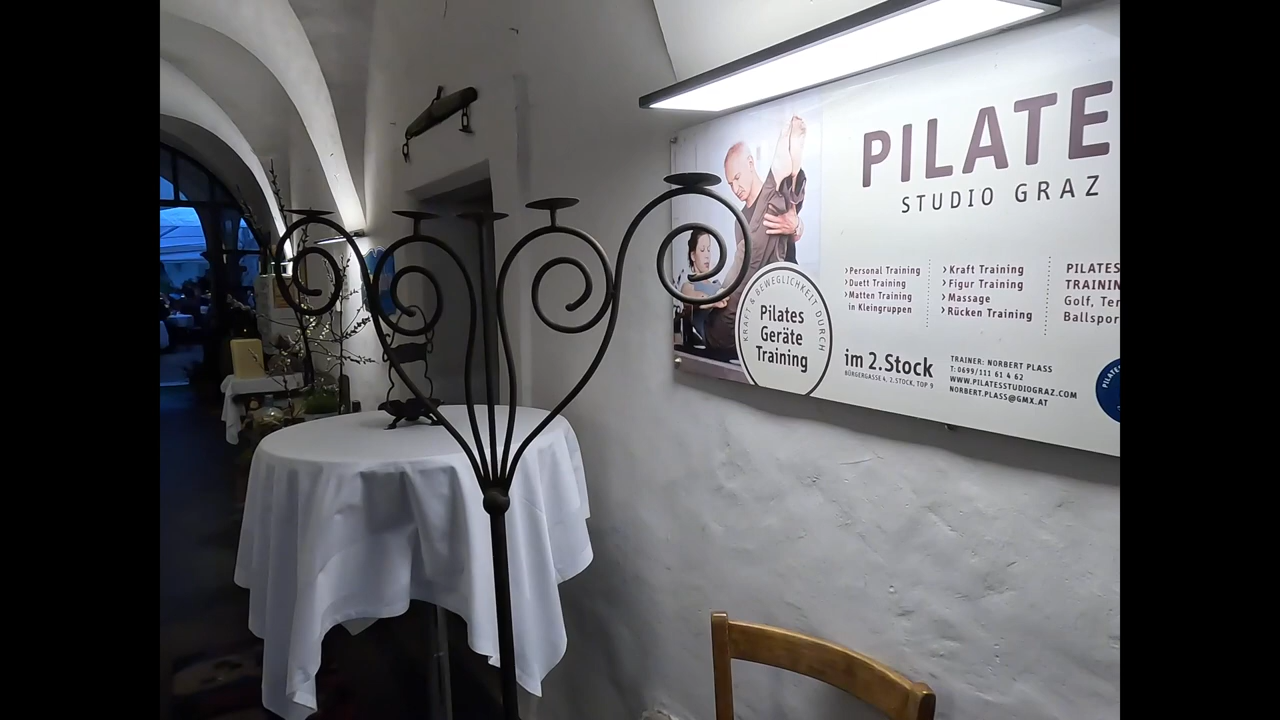 PILATE
STUDIO GRAZ
› Personal Training
› Duett Training
› Matten Training
in Kleingruppen
› Kraft Training
› Figur Training
› Massage
› Rücken Training
PILATES
TRAININ
Golf, Ten
Ballspor
KRAFT & BEWEGLICHKEIT DURCH
Pilates
Geräte
Training
im 2.Stock
BÜRGERGASSE 4, 2.STOCK, TOP 9
TRAINER: NORBERT PLASS
T: 0699/111 61 4 62
WWW.PILATESSTUDIOGRAZ.COM
NORBERT.PLASS@GMX.AT